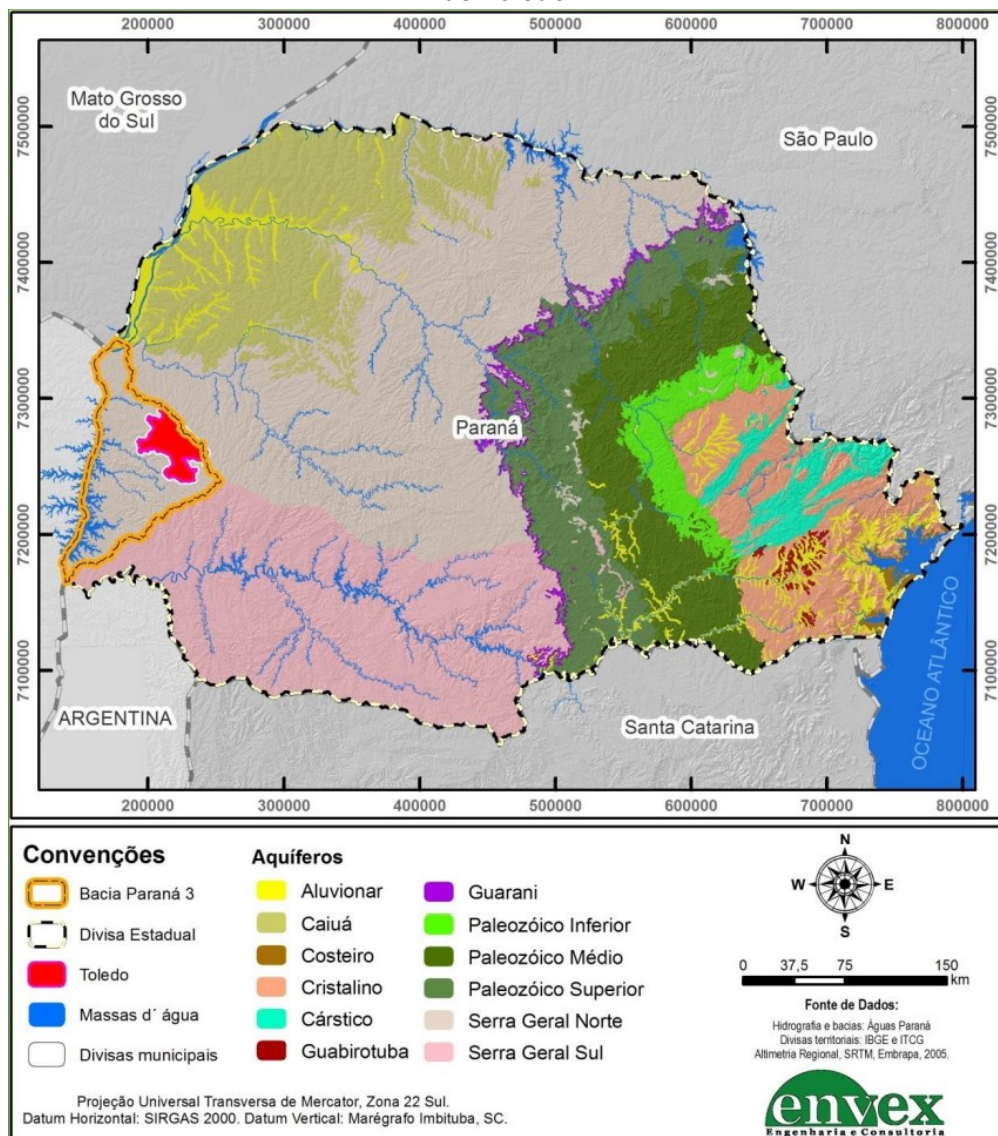 200000 300000 400000 500000 600000 700000 800000
Mato Grosso
do Sul
São Paulo
Paraná
ARGENTINA
Santa Catarina
OCEANO ATLÂNTICO
7500000
7400000
7300000
7200000
7100000
7500000
7400000
7300000
7200000
7100000
200000 300000 400000 500000 600000 700000 800000
Convenções
Bacia Paraná 3
Divisa Estadual
Toledo
Massas d´ água
Divisas municipais
Aquíferos
Aluvionar
Caiuá
Costeiro
Cristalino
Cárstico
Guabirotuba
Guarani
Paleozóico Inferior
Paleozóico Médio
Paleozóico Superior
Serra Geral Norte
Serra Geral Sul
N
W E
S
0 37,5 75 150
km
Fonte de Dados:
Hidrografia e bacias: Águas Paraná
Divisas territoriais: IBGE e ITCG
Altimetria Regional, SRTM, Embrapa, 2005.
Projeção Universal Transversa de Mercator, Zona 22 Sul.
Datum Horizontal: SIRGAS 2000. Datum Vertical: Marégrafo Imbituba, SC.
envex
Engenharia e Consultoria